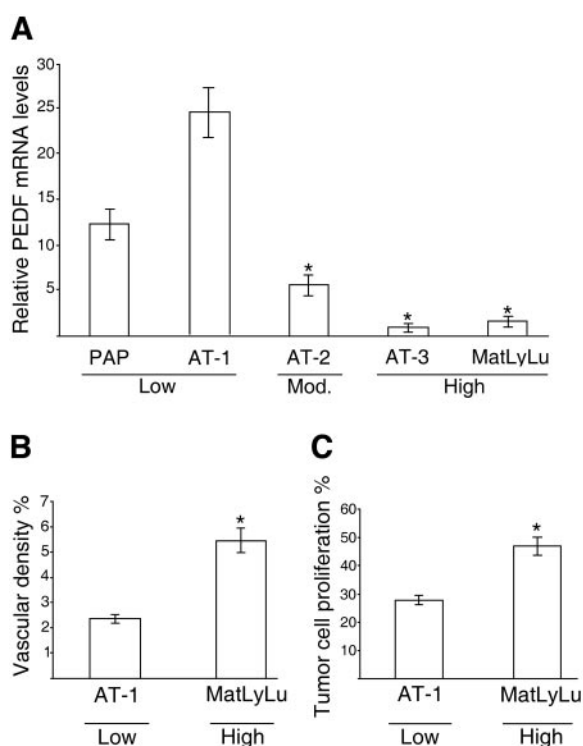 A
Relative PEDF mRNA levels
30
25
20
15
10
5
*
*
*
PAP AT-1 AT-2 AT-3 MatLyLu
Low Mod. High
B
Vascular density %
7
6
5
4
3
2
1
*
AT-1 MatLyLu
Low High
C
Tumor cell proliferation %
60
50
40
30
20
10
*
AT-1 MatLyLu
Low High